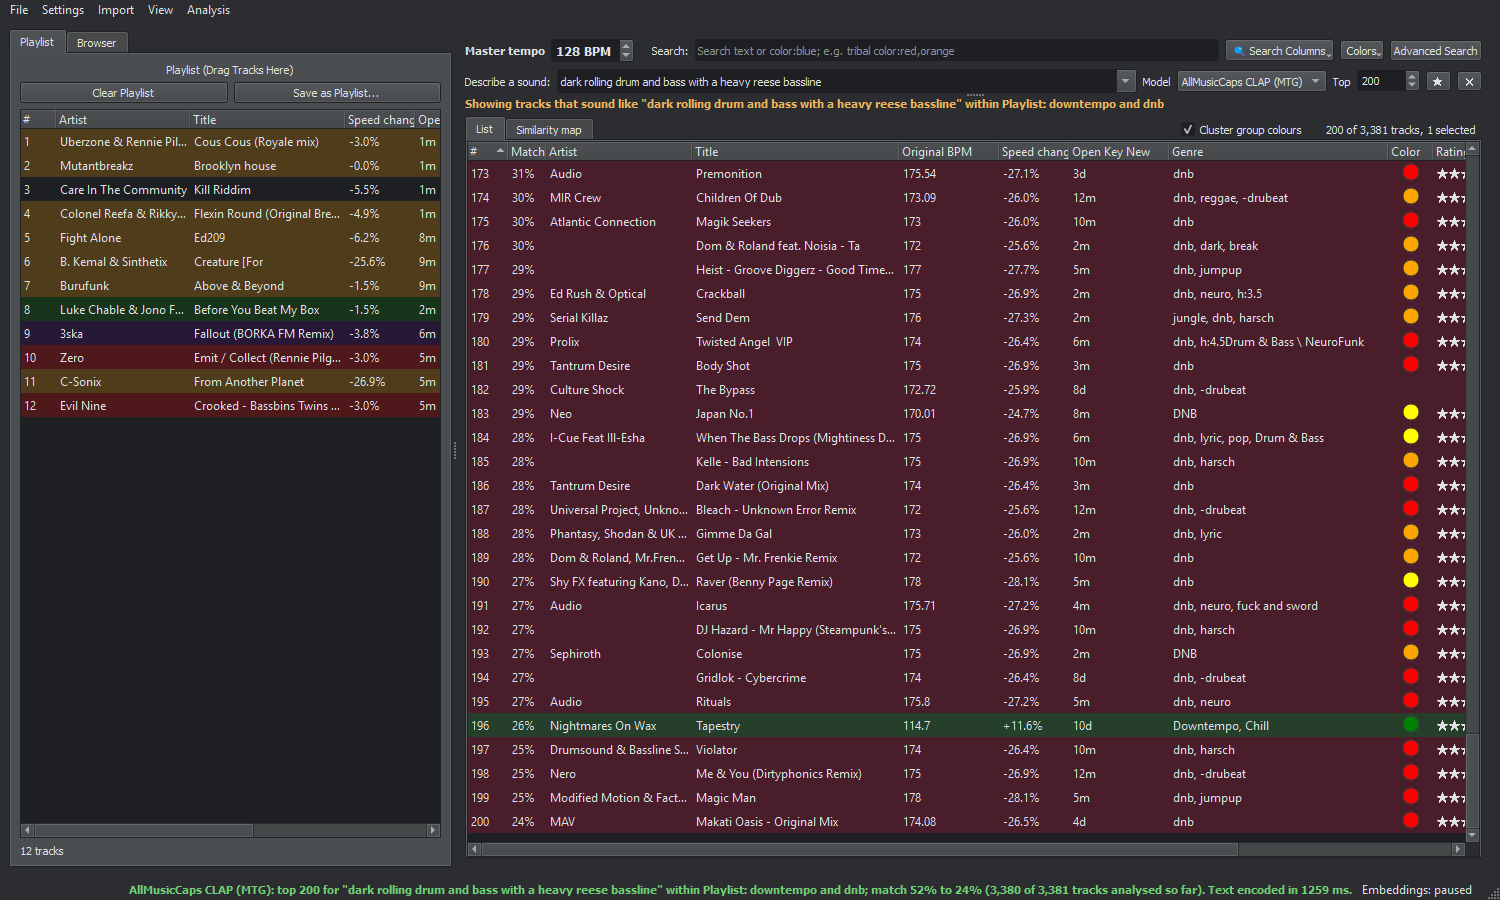 File Settings Import View Analysis
Playlist Browser
Playlist (Drag Tracks Here)
Clear Playlist Save as Playlist...
# Artist Title Speed chang Ope
1 Uberzone & Rennie Pil... Cous Cous (Royale mix) -3.0% 1m
2 Mutantbreakz Brooklyn house -0.0% 1m
3 Care In The Community Kill Riddim -5.5% 1m
4 Colonel Reefa & Rikky... Flexin Round (Original Bre... -4.9% 1m
5 Fight Alone Ed209 -6.2% 8m
6 B. Kemal & Sinthetix Creature [For -25.6% 9m
7 Burufunk Above & Beyond -1.5% 9m
8 Luke Chable & Jono F... Before You Beat My Box -1.5% 2m
9 3ska Fallout (BORKA FM Remix) -3.8% 6m
10 Zero Emit / Collect (Rennie Pilg... -3.0% 5m
11 C-Sonix From Another Planet -26.9% 5m
12 Evil Nine Crooked - Bassbins Twins ... -3.0% 5m
12 tracks
Master tempo 128 BPM Search: Search text or color:blue; e.g. tribal color:red,orange Search Columns Colors Advanced Search
Describe a sound: dark rolling drum and bass with a heavy reese bassline Model AllMusicCaps CLAP (MTG) Top 200
Showing tracks that sound like "dark rolling drum and bass with a heavy reese bassline" within Playlist: downtempo and dnb
List Similarity map Cluster group colours 200 of 3,381 tracks, 1 selected
# Match Artist Title Original BPM Speed chang Open Key New Genre Color Rating
173 31% Audio Premonition 175.54 -27.1% 3d dnb
174 30% MIR Crew Children Of Dub 173.09 -26.0% 12m dnb, reggae, -drubeat
175 30% Atlantic Connection Magik Seekers 173 -26.0% 10m dnb
176 30% Dom & Roland feat. Noisia - Ta 172 -25.6% 2m dnb, dark, break
177 29% Heist - Groove Diggerz - Good Time... 177 -27.7% 5m dnb, jumpup
178 29% Ed Rush & Optical Crackball 175 -26.9% 2m dnb, neuro, h:3.5
179 29% Serial Killaz Send Dem 176 -27.3% 2m jungle, dnb, harsch
180 29% Prolix Twisted Angel VIP 174 -26.4% 6m dnb, h:4.5Drum & Bass \ NeuroFunk
181 29% Tantrum Desire Body Shot 175 -26.9% 3m dnb
182 29% Culture Shock The Bypass 172.72 -25.9% 8d dnb, -drubeat
183 29% Neo Japan No.1 170.01 -24.7% 8m DNB
184 28% I-Cue Feat Ill-Esha When The Bass Drops (Mightiness D... 175 -26.9% 6m dnb, lyric, pop, Drum & Bass
185 28% Kelle - Bad Intensions 175 -26.9% 10m dnb, harsch
186 28% Tantrum Desire Dark Water (Original Mix) 174 -26.4% 3m dnb
187 28% Universal Project, Unkno... Bleach - Unknown Error Remix 172 -25.6% 12m dnb, -drubeat
188 28% Phantasy, Shodan & UK ... Gimme Da Gal 173 -26.0% 2m dnb, lyric
189 28% Dom & Roland, Mr.Fren... Get Up - Mr. Frenkie Remix 172 -25.6% 10m dnb
190 27% Shy FX featuring Kano, D... Raver (Benny Page Remix) 178 -28.1% 5m dnb
191 27% Audio Icarus 175.71 -27.2% 4m dnb, neuro, fuck and sword
192 27% DJ Hazard - Mr Happy (Steampunk's... 175 -26.9% 10m dnb, harsch
193 27% Sephiroth Colonise 175 -26.9% 2m DNB
194 27% Gridlok - Cybercrime 174 -26.4% 8d dnb, -drubeat
195 27% Audio Rituals 175.8 -27.2% 5m dnb, neuro
196 26% Nightmares On Wax Tapestry 114.7 +11.6% 10d Downtempo, Chill
197 25% Drumsound & Bassline S... Violator 174 -26.4% 10m dnb, harsch
198 25% Nero Me & You (Dirtyphonics Remix) 175 -26.9% 12m dnb, -drubeat
199 25% Modified Motion & Fact... Magic Man 178 -28.1% 5m dnb, jumpup
200 24% MAV Makati Oasis - Original Mix 174.08 -26.5% 4d dnb
AllMusicCaps CLAP (MTG): top 200 for "dark rolling drum and bass with a heavy reese bassline" within Playlist: downtempo and dnb; match 52% to 24% (3,380 of 3,381 tracks analysed so far). Text encoded in 1259 ms. Embeddings: paused